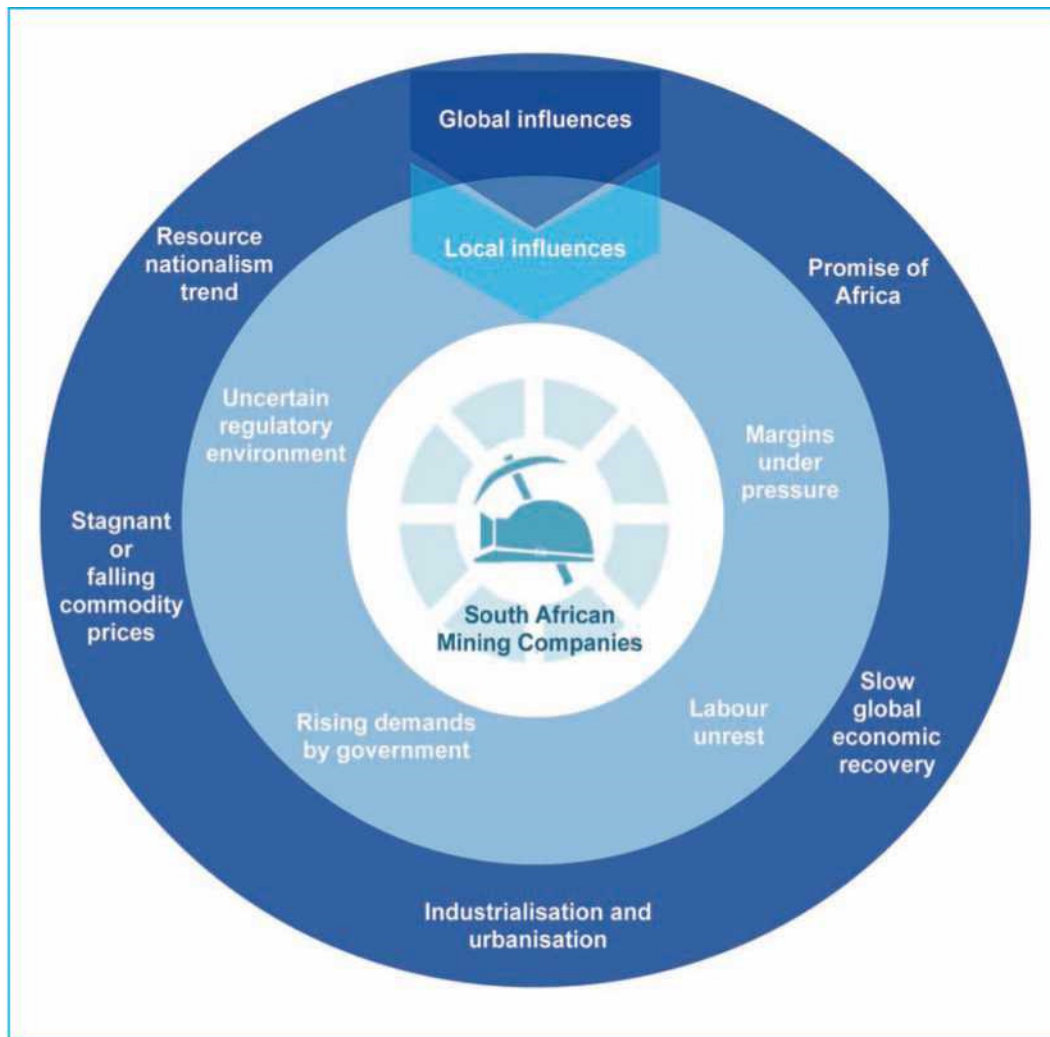 Global influences
Local influences
Resource
nationalism
trend
Promise of
Africa
Uncertain
regulatory
environment
Margins
under
pressure
Stagnant
or
falling
commodity
prices
South African
Mining Companies
Rising demands
by government
Labour
unrest
Slow
global
economic
recovery
Industrialisation and
urbanisation